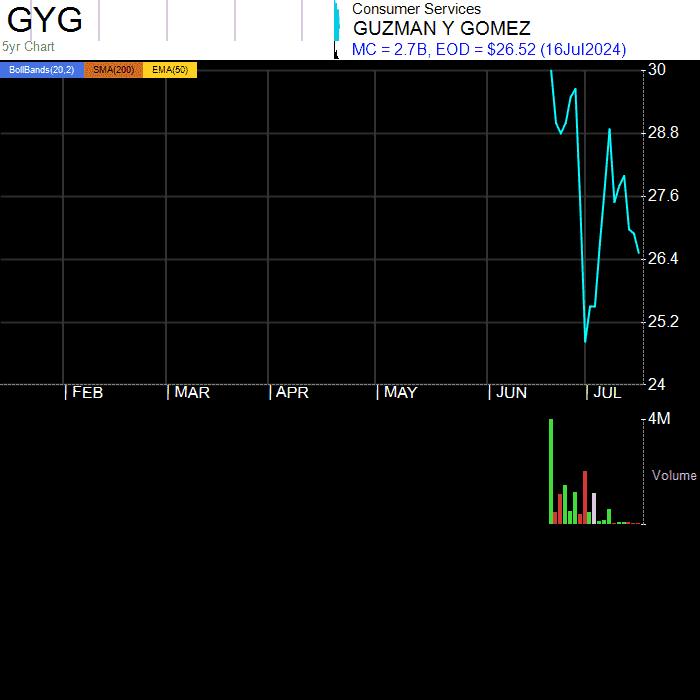 GYG
5yr Chart
Consumer Services
GUZMAN Y GOMEZ
MC = 2.7B, EOD = $26.52 (16Jul2024)
BollBands(20,2) SMA(200) EMA(50)
30
28.8
27.6
26.4
25.2
24
| FEB | MAR | APR | MAY | JUN | JUL
4M
Volume